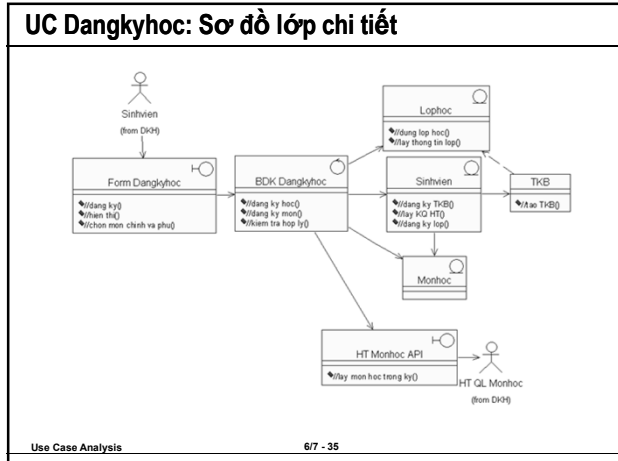 UC Dangkyhoc: Sơ đồ lớp chi tiết
Sinhvien
(from DKH)
Lophoc
//dung lop hoc()
//lay thong tin lop()
Form Dangkyhoc
//dang ky()
//hien thi()
//chon mon chinh va phu()
BDK Dangkyhoc
//dang ky hoc()
//dang ky mon()
//kiem tra hop ly()
Sinhvien
//dang ky TKB()
//lay KQ HT()
//dang ky lop()
TKB
//tao TKB()
Monhoc
HT Monhoc API
//lay mon hoc trong ky()
HT QL Monhoc
(from DKH)
Use Case Analysis
6/7 - 35